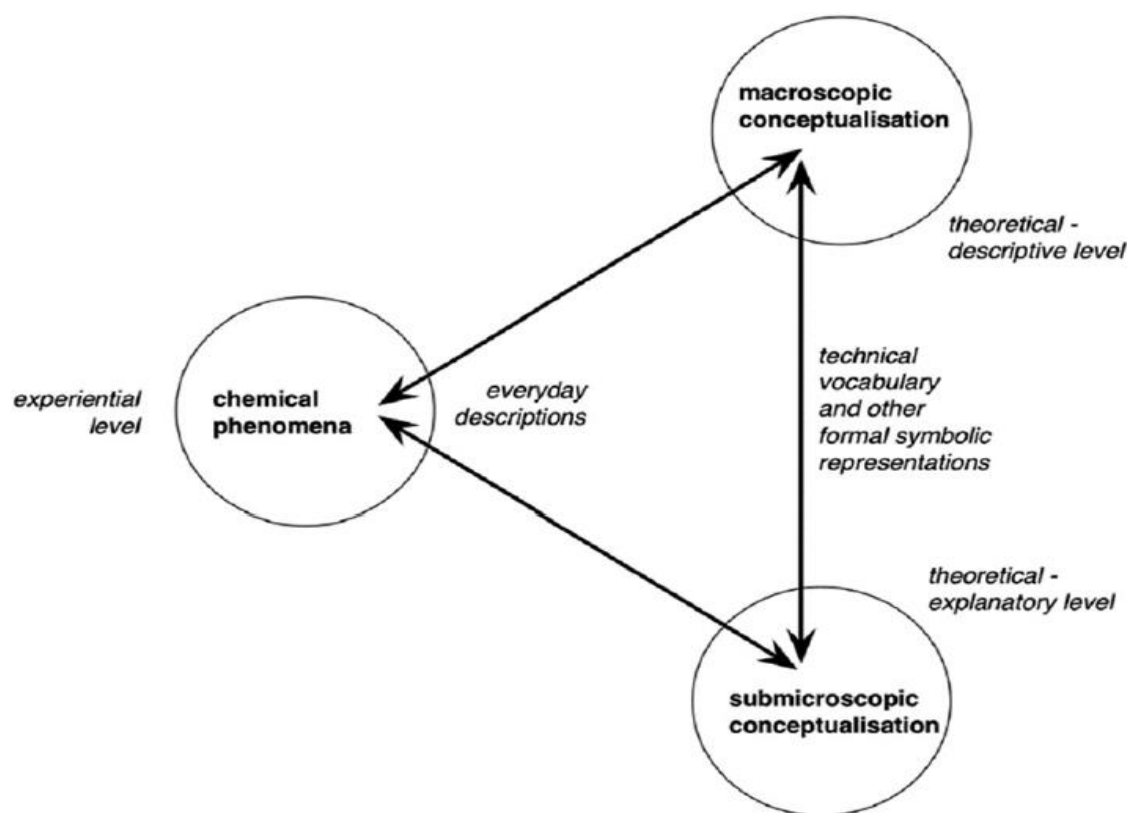 macroscopic
conceptualisation
theoretical -
descriptive level
experiential
level
chemical
phenomena
everyday
descriptions
technical
vocabulary
and other
formal symbolic
representations
theoretical -
explanatory level
submicroscopic
conceptualisation